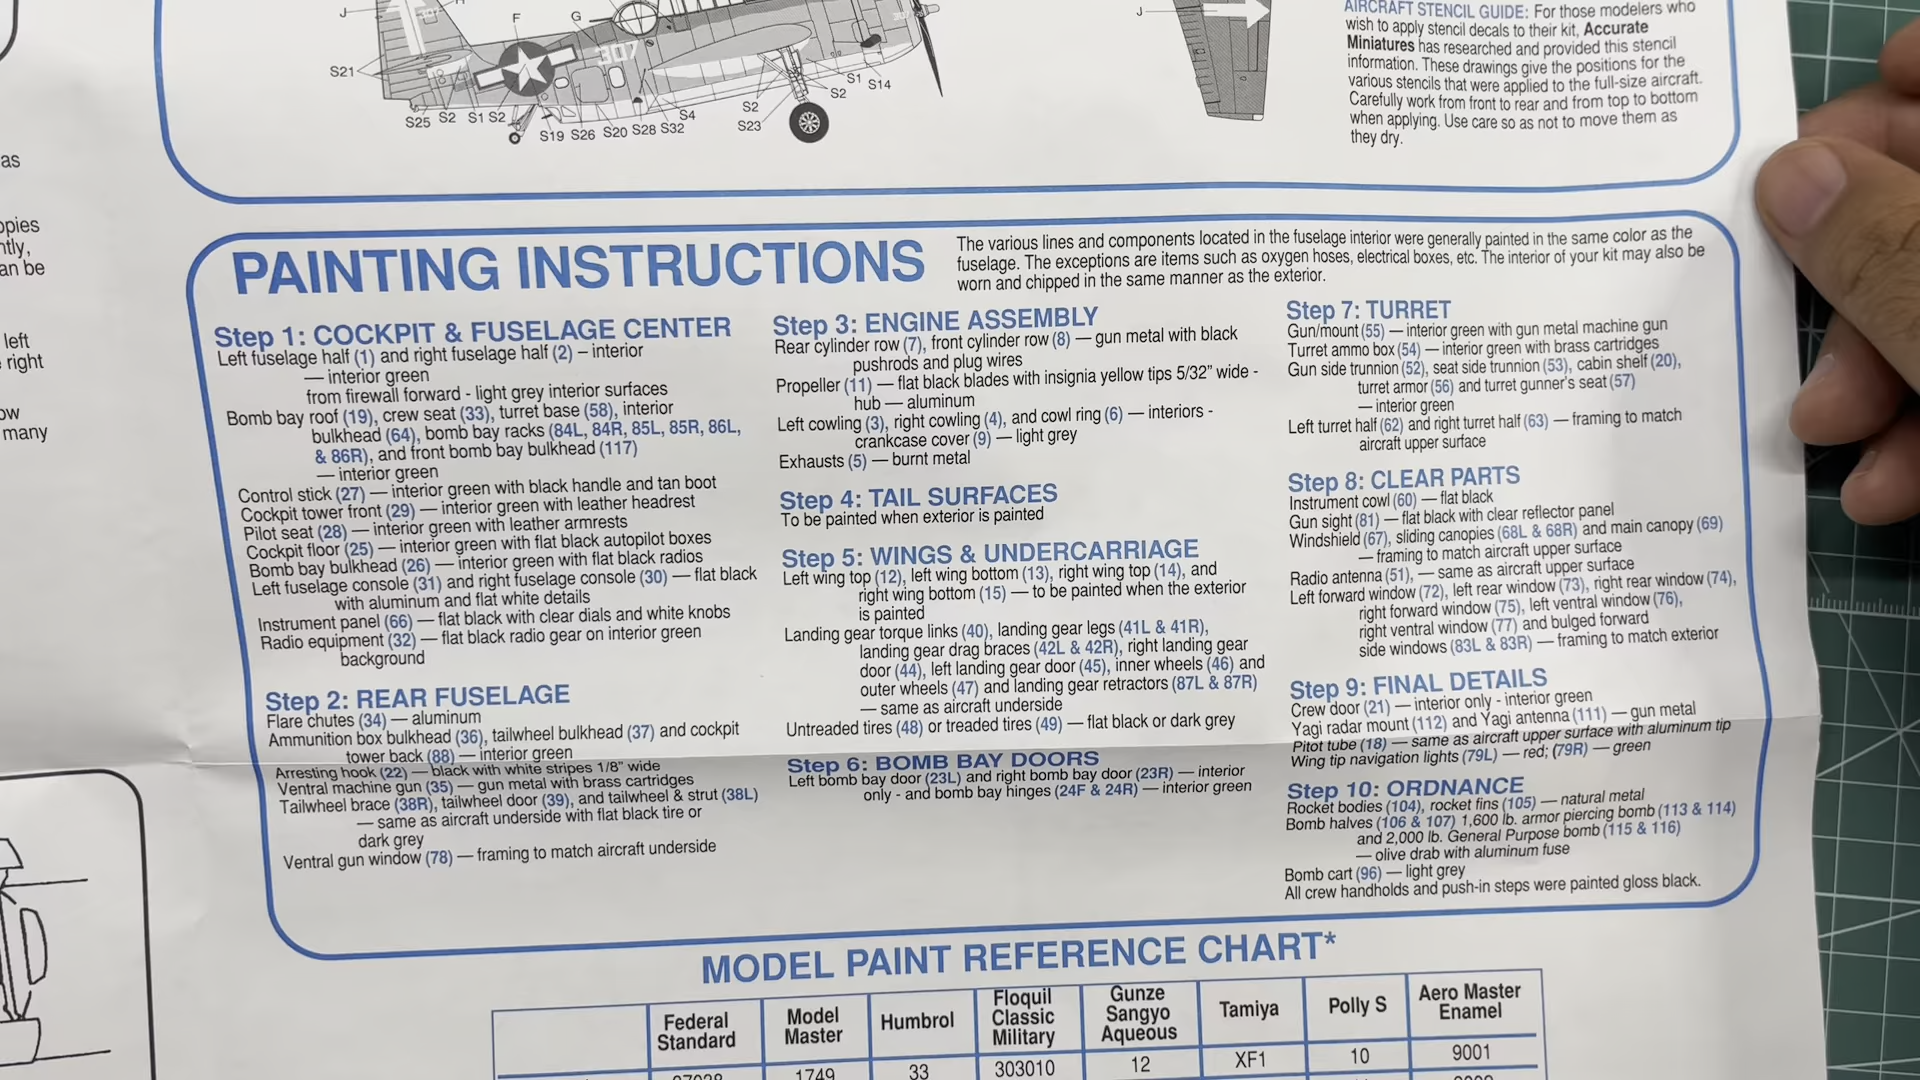 J
H
F
G
307
307
S21
S25
S2
S1
S2
S19
S26
S20
S28
S32
S4
S2
S23
S2
S1
S14
J
AIRCRAFT STENCIL GUIDE: For those modelers who
wish to apply stencil decals to their kit, Accurate
Miniatures has researched and provided this stencil
information. These drawings give the positions for the
various stencils that were applied to the full-size aircraft.
Carefully work from front to rear and from top to bottom
when applying. Use care so as not to move them as
they dry.
as
opies
ntly,
an be
left
right
ow
many
PAINTING INSTRUCTIONS
The various lines and components located in the fuselage interior were generally painted in the same color as the
fuselage. The exceptions are items such as oxygen hoses, electrical boxes, etc. The interior of your kit may also be
worn and chipped in the same manner as the exterior.
Step 1: COCKPIT & FUSELAGE CENTER
Left fuselage half (1) and right fuselage half (2) – interior
— interior green
from firewall forward - light grey interior surfaces
Bomb bay roof (19), crew seat (33), turret base (58), interior
bulkhead (64), bomb bay racks (84L, 84R, 85L, 85R, 86L,
& 86R), and front bomb bay bulkhead (117)
— interior green
Control stick (27) — interior green with black handle and tan boot
Cockpit tower front (29) — interior green with leather headrest
Pilot seat (28) — interior green with leather armrests
Cockpit floor (25) — interior green with flat black autopilot boxes
Bomb bay bulkhead (26) — interior green with flat black radios
Left fuselage console (31) and right fuselage console (30) — flat black
with aluminum and flat white details
Instrument panel (66) — flat black with clear dials and white knobs
Radio equipment (32) — flat black radio gear on interior green
background
Step 2: REAR FUSELAGE
Flare chutes (34) — aluminum
Ammunition box bulkhead (36), tailwheel bulkhead (37) and cockpit
tower back (88) — interior green
Arresting hook (22) — black with white stripes 1/8" wide
Ventral machine gun (35) — gun metal with brass cartridges
Tailwheel brace (38R), tailwheel door (39), and tailwheel & strut (38L)
— same as aircraft underside with flat black tire or
dark grey
Ventral gun window (78) — framing to match aircraft underside
Step 3: ENGINE ASSEMBLY
Rear cylinder row (7), front cylinder row (8) — gun metal with black
pushrods and plug wires
Propeller (11) — flat black blades with insignia yellow tips 5/32" wide -
hub — aluminum
Left cowling (3), right cowling (4), and cowl ring (6) — interiors -
crankcase cover (9) — light grey
Exhausts (5) — burnt metal
Step 4: TAIL SURFACES
To be painted when exterior is painted
Step 5: WINGS & UNDERCARRIAGE
Left wing top (12), left wing bottom (13), right wing top (14), and
right wing bottom (15) — to be painted when the exterior
is painted
Landing gear torque links (40), landing gear legs (41L & 41R),
landing gear drag braces (42L & 42R), right landing gear
door (44), left landing gear door (45), inner wheels (46) and
outer wheels (47) and landing gear retractors (87L & 87R)
— same as aircraft underside
Untreated tires (48) or treaded tires (49) — flat black or dark grey
Step 6: BOMB BAY DOORS
Left bomb bay door (23L) and right bomb bay door (23R) — interior
only - and bomb bay hinges (24F & 24R) — interior green
Step 7: TURRET
Gun/mount (55) — interior green with gun metal machine gun
Turret ammo box (54) — interior green with brass cartridges
Gun side trunnion (52), seat side trunnion (53), cabin shelf (20),
turret armor (56) and turret gunner's seat (57)
— interior green
Left turret half (62) and right turret half (63) — framing to match
aircraft upper surface
Step 8: CLEAR PARTS
Instrument cowl (60) — flat black
Gun sight (81) — flat black with clear reflector panel
Windshield (67), sliding canopies (68L & 68R) and main canopy (69)
— framing to match aircraft upper surface
Radio antenna (51), — same as aircraft upper surface
Left forward window (72), left rear window (73), right rear window (74),
right forward window (75), left ventral window (76),
right ventral window (77) and bulged forward
side windows (83L & 83R) — framing to match exterior
Step 9: FINAL DETAILS
Crew door (21) — interior only - interior green
Yagi radar mount (112) and Yagi antenna (111) — gun metal
Pitot tube (18) — same as aircraft upper surface with aluminum tip
Wing tip navigation lights (79L) — red; (79R) — green
Step 10: ORDNANCE
Rocket bodies (104), rocket fins (105) — natural metal
Bomb halves (106 & 107) 1,600 lb. armor piercing bomb (113 & 114)
and 2,000 lb. General Purpose bomb (115 & 116)
— olive drab with aluminum fuse
Bomb cart (96) — light grey
All crew handholds and push-in steps were painted gloss black.
MODEL PAINT REFERENCE CHART*
Federal Standard
Model Master
Humbrol
Floquil Classic Military
Gunze Sangyo Aqueous
Tamiya
Polly S
Aero Master Enamel
1749 33 303010 12 XF1 10 9001